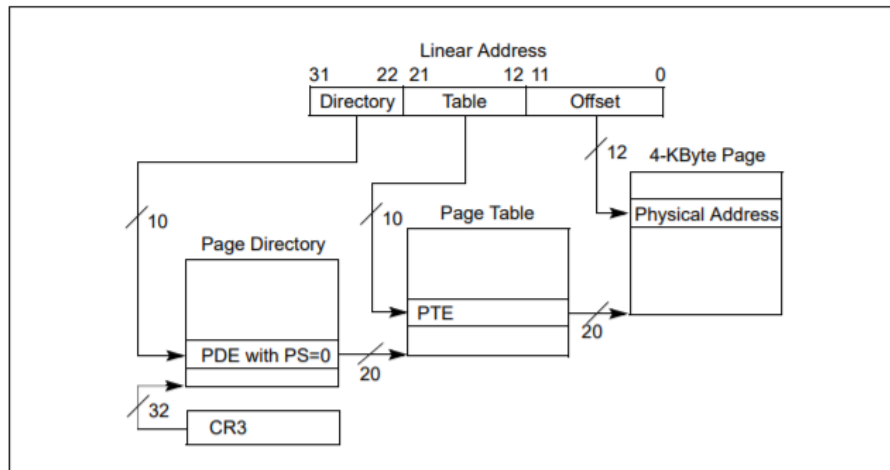 Linear Address
31 22 21 12 11 0
Directory Table Offset
12 4-KByte Page
10 Page Table Physical Address
10
Page Directory
PTE
20
PDE with PS=0
20
32
CR3